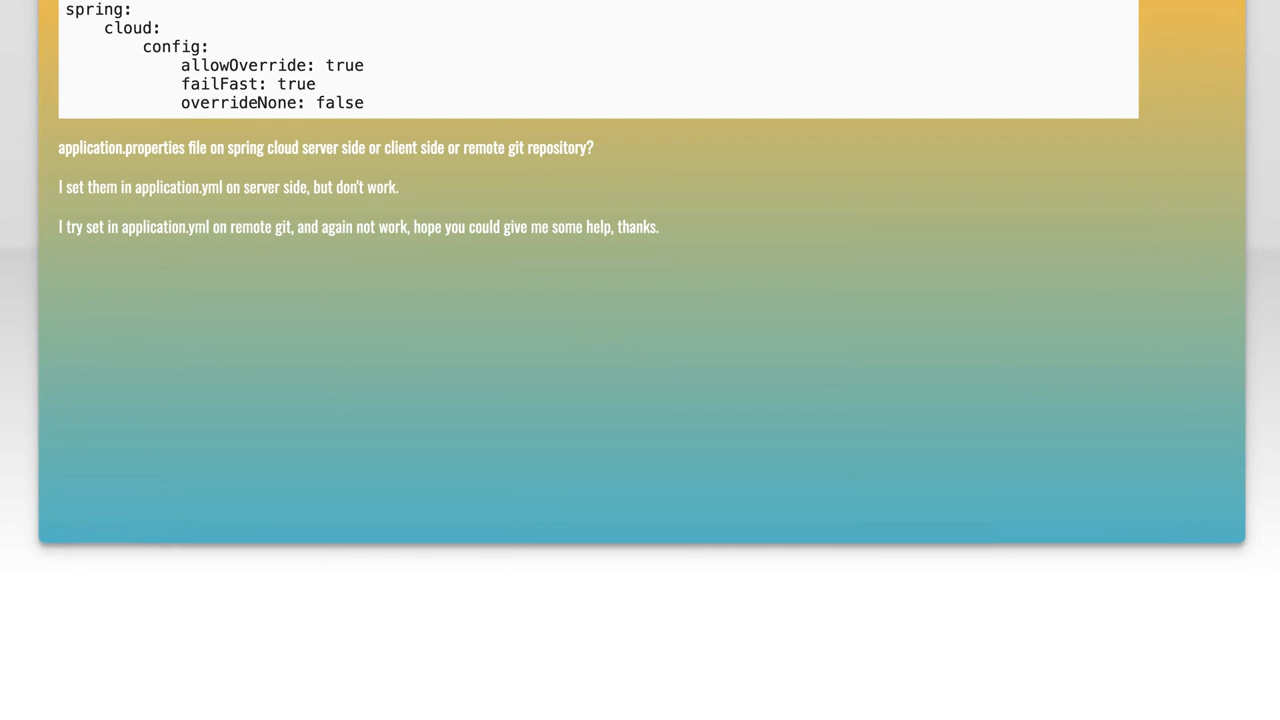 spring:
    cloud:
        config:
            allowOverride: true
            failFast: true
            overrideNone: false
application.properties file on spring cloud server side or client side or remote git repository?
I set them in application.yml on server side, but don't work.
I try set in application.yml on remote git, and again not work, hope you could give me some help, thanks.